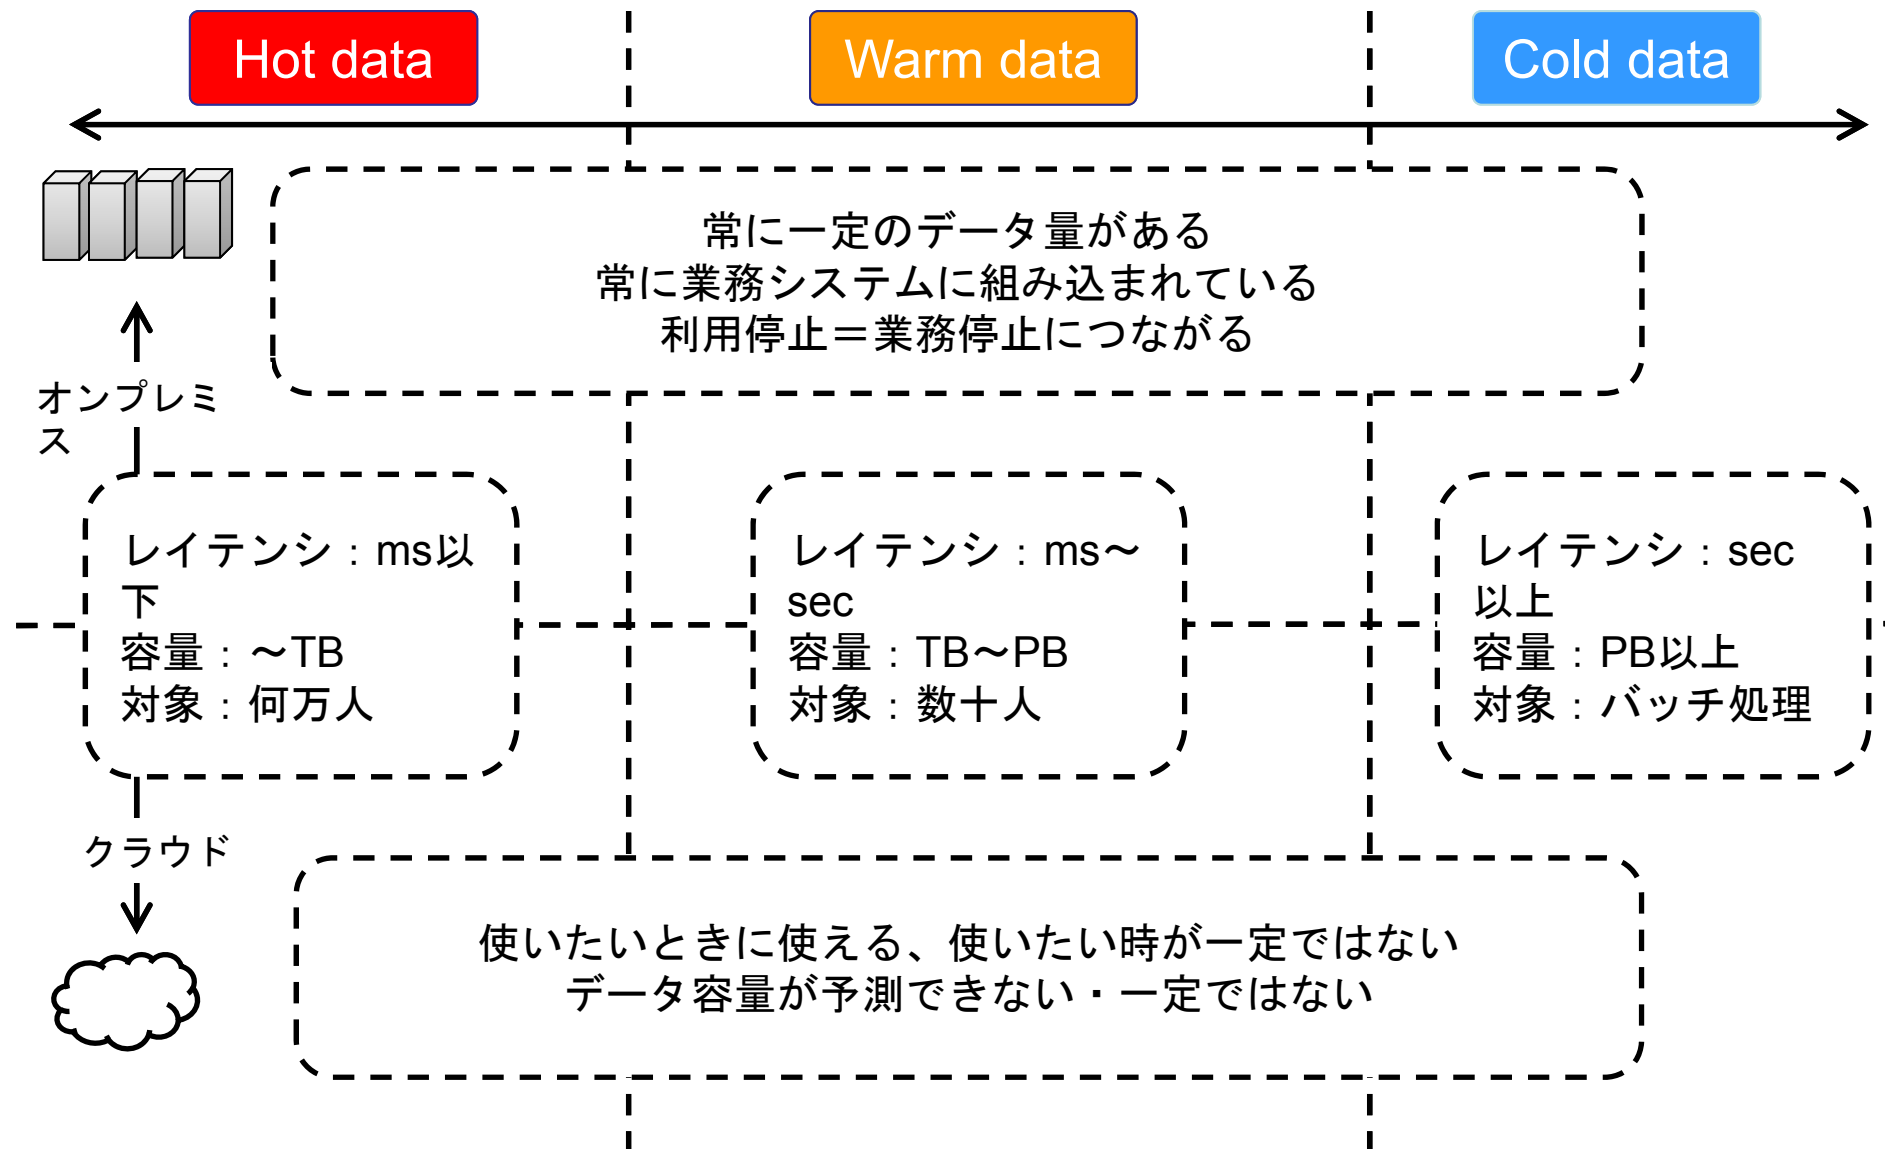 Hot data
Warm data
Cold data
常に一定のデータ量がある
常に業務システムに組み込まれている
利用停止＝業務停止につながる
オンプレミ
ス
レイテンシ：ms以
下
容量：～TB
対象：何万人
レイテンシ：ms～
sec
容量：TB～PB
対象：数十人
レイテンシ：sec
以上
容量：PB以上
対象：バッチ処理
クラウド
使いたいときに使える、使いたい時が一定ではない
データ容量が予測できない・一定ではない